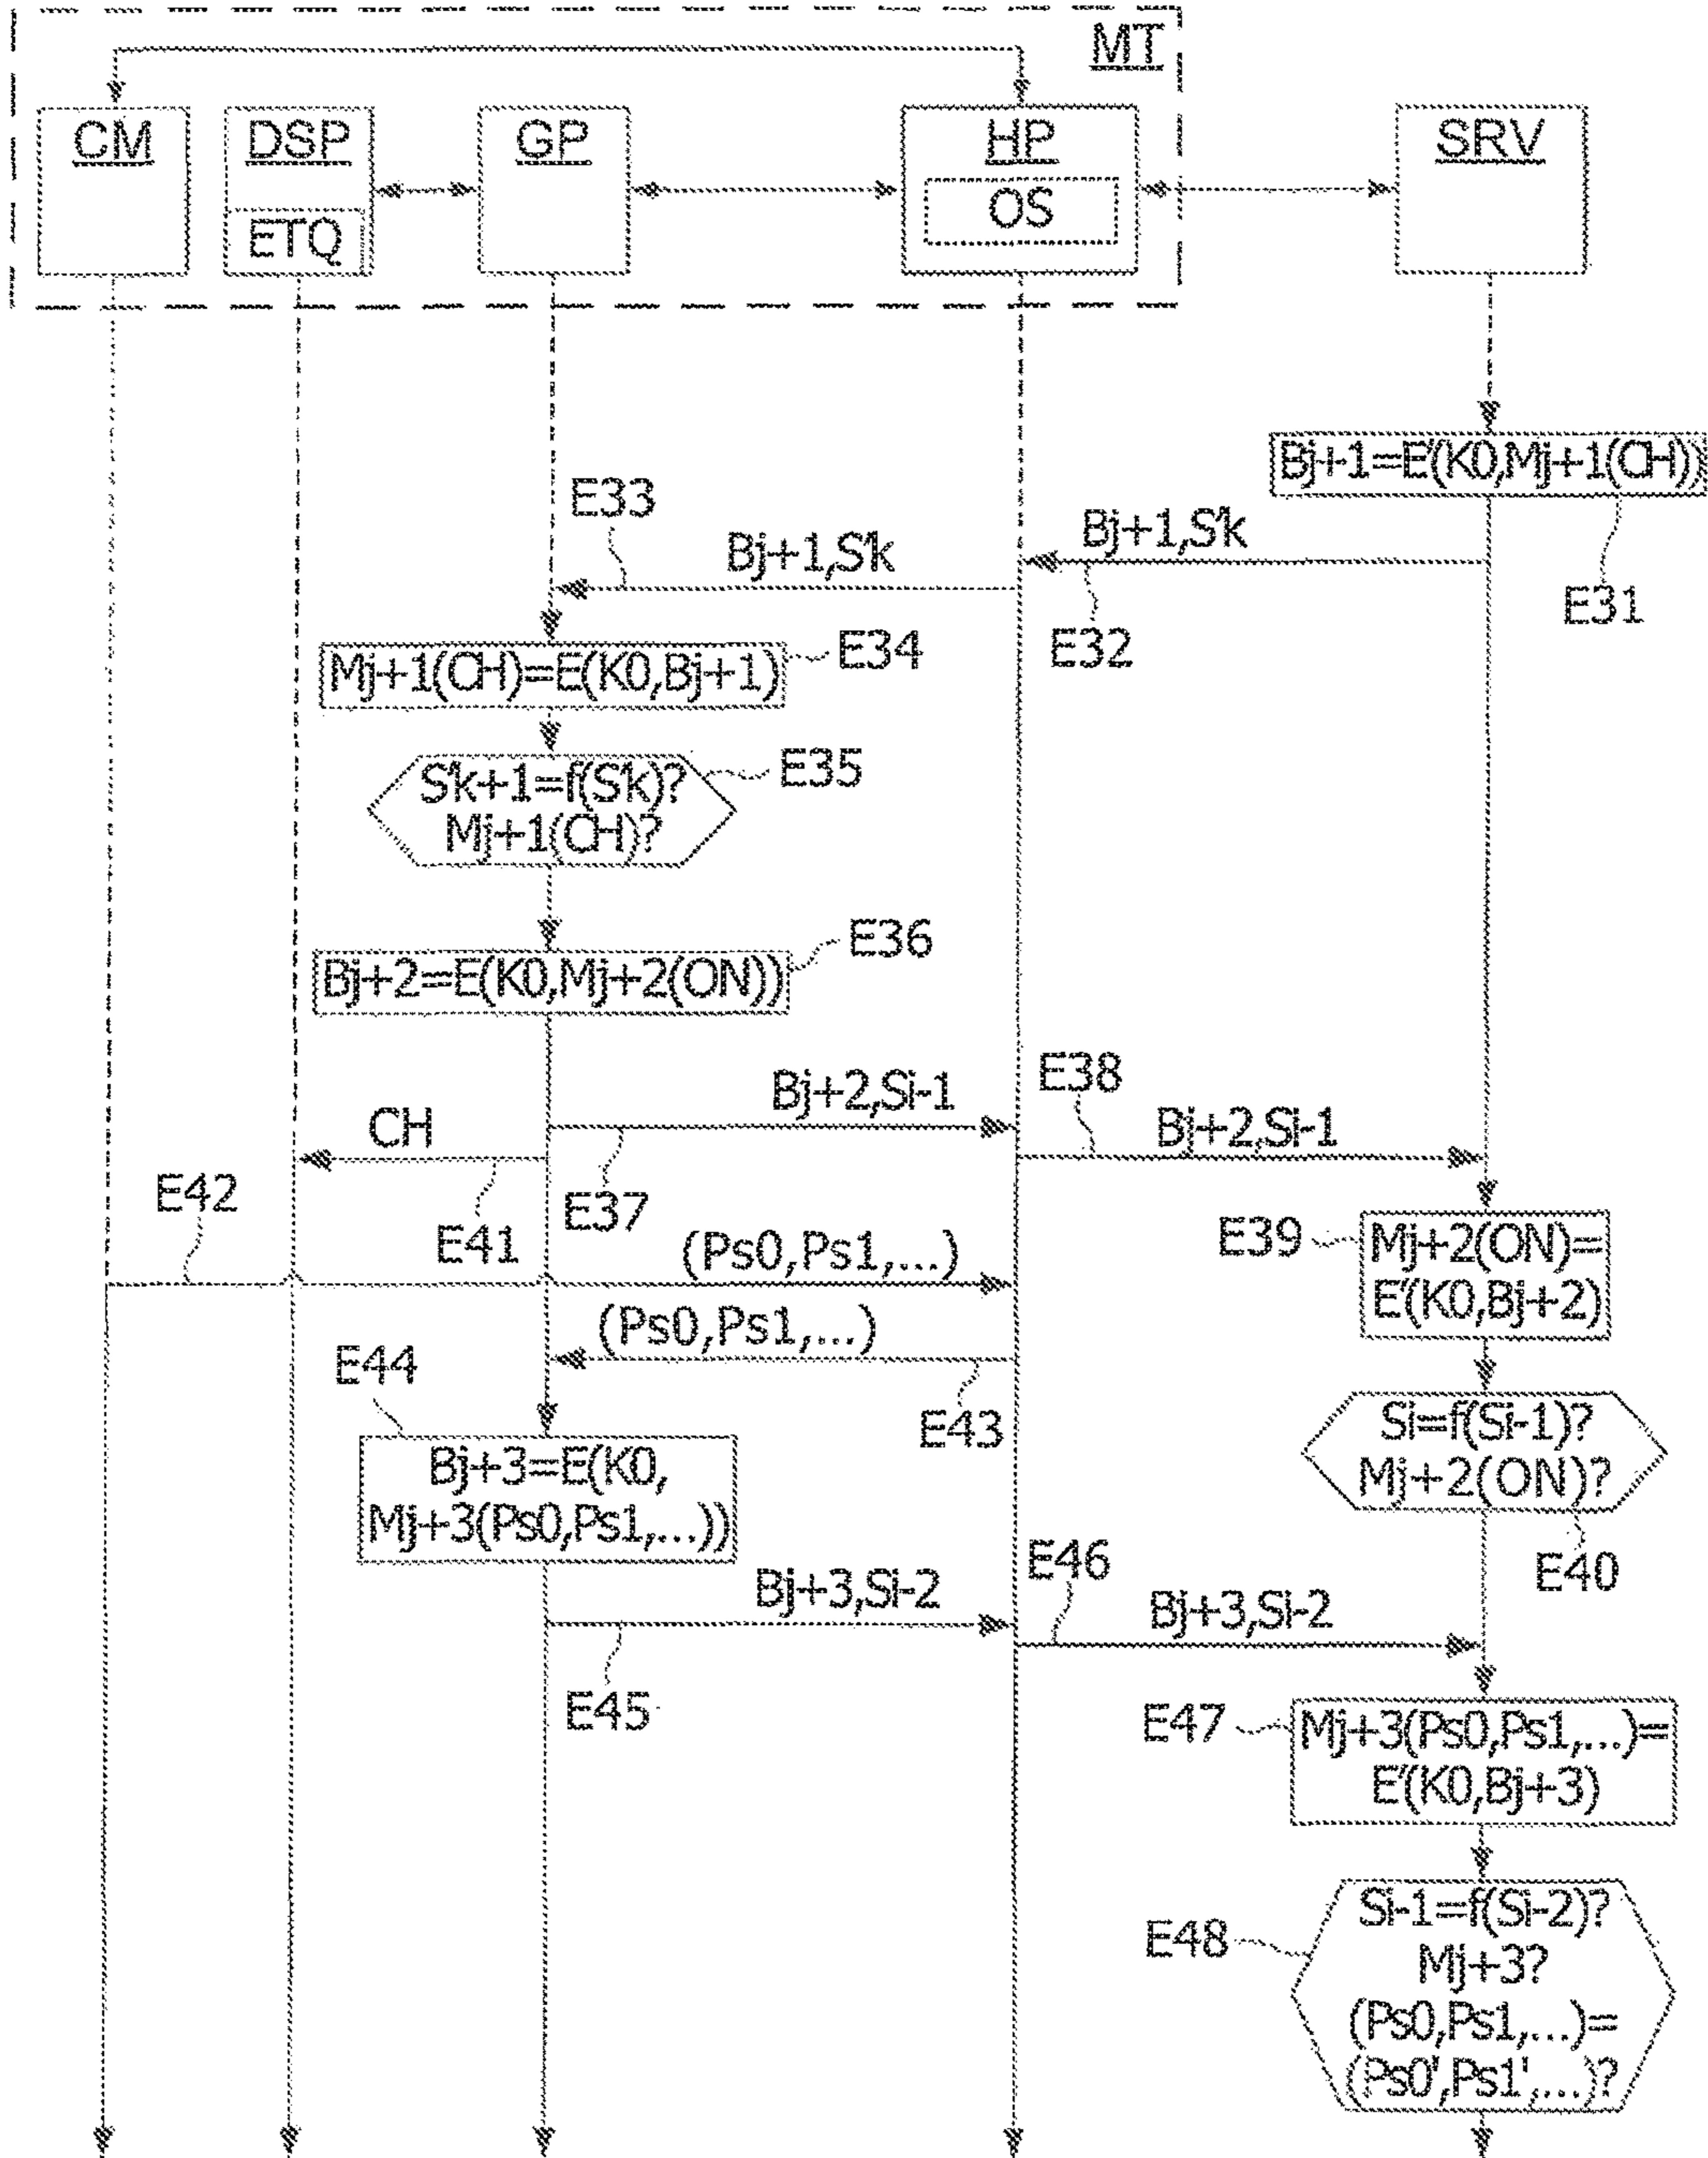 MT
CM
DSP
GP
HP
SRV
OS
ETQ
Bj+1=E'(K0,Mj+1(CH))
E33
Bj+1,S'k
Bj+1,S'k
E31
E32
Mj+1(CH)=E(K0,Bj+1)
E34
S'k+1=f(S'k)?
Mj+1(CH)?
E35
E36
Bj+2=E(K0,Mj+2(ON))
Bj+2,Si-1
E38
CH
Bj+2,Si-1
E42
E41
E37
(Ps0,Ps1,...)
E39
Mj+2(ON)=
E'(K0,Bj+2)
(Ps0,Ps1,...)
E44
E43
Si=f(Si-1)?
Mj+2(ON)?
Bj+3=E(K0,
Mj+3(Ps0,Ps1,...))
E40
Bj+3,Si-2
E46
Bj+3,Si-2
E45
E47
Mj+3(Ps0,Ps1,...)=
E'(K0,Bj+3)
Si-1=f(Si-2)?
E48
Mj+3?
(Ps0,Ps1,...)=
(Ps0',Ps1',...)?